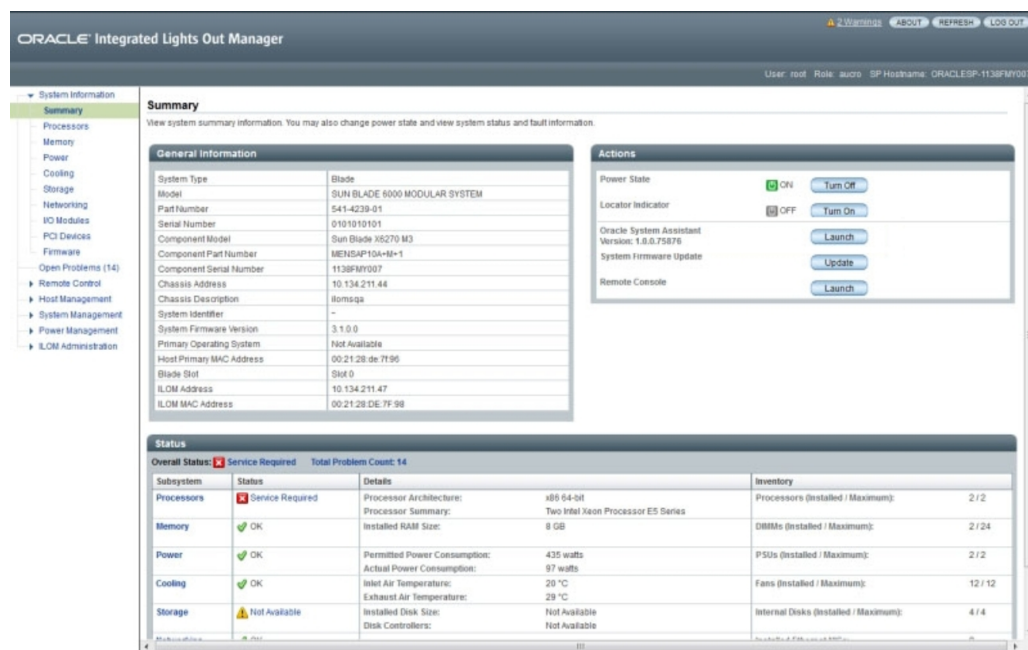 2 Warnings ABOUT REFRESH LOG OUT
ORACLE Integrated Lights Out Manager
User: root Role: aucro SP Hostname: ORACLESP-1138FMY007
System Information
Summary
Processors
Memory
Power
Cooling
Storage
Networking
I/O Modules
PCI Devices
Firmware
Open Problems (14)
Remote Control
Host Management
System Management
Power Management
ILOM Administration
Summary
View system summary information. You may also change power state and view system status and fault information.
General Information
System Type Blade
Model SUN BLADE 6000 MODULAR SYSTEM
Part Number 541-4239-01
Serial Number 0101010101
Component Model Sun Blade X6270 M3
Component Part Number MENSAP10A+M+1
Component Serial Number 1138FMY007
Chassis Address 10.134.211.44
Chassis Description ilomsqa
System Identifier -
System Firmware Version 3.1.0.0
Primary Operating System Not Available
Host Primary MAC Address 00:21:28:de:7f:96
Blade Slot Slot 0
ILOM Address 10.134.211.47
ILOM MAC Address 00:21:28:DE:7F:98
Actions
Power State ON Turn Off
Locator Indicator OFF Turn On
Oracle System Assistant
Version: 1.0.0.75876 Launch
System Firmware Update Update
Remote Console Launch
Status
Overall Status: Service Required Total Problem Count: 14
Subsystem Status Details Inventory
Processors Service Required Processor Architecture: x86 64-bit Processors (Installed / Maximum): 2 / 2
Processor Summary: Two Intel Xeon Processor E5 Series
Memory OK Installed RAM Size: 8 GB DIMMs (Installed / Maximum): 2 / 24
Power OK Permitted Power Consumption: 435 watts PSUs (Installed / Maximum): 2 / 2
Actual Power Consumption: 97 watts
Cooling OK Inlet Air Temperature: 20 °C Fans (Installed / Maximum): 12 / 12
Exhaust Air Temperature: 29 °C
Storage Not Available Installed Disk Size: Not Available Internal Disks (Installed / Maximum): 4 / 4
Disk Controllers: Not Available